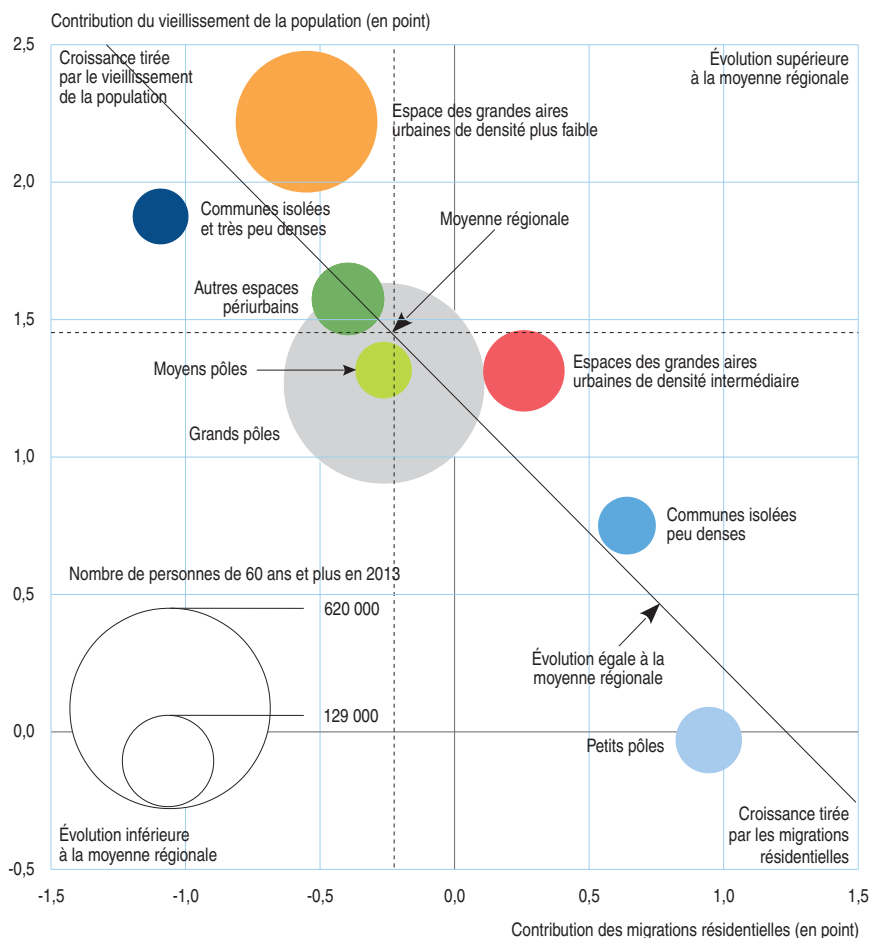 Contribution du vieillissement de la population (en point)
2,5
Croissance tirée
par le vieillissement
de la population
Évolution supérieure
à la moyenne régionale
Espace des grandes aires
urbaines de densité plus faible
2,0
Communes isolées
et très peu denses
Moyenne régionale
Autres espaces
périurbains
1,5
Moyens pôles
Espaces des grandes aires
urbaines de densité intermédiaire
Grands pôles
1,0
Communes isolées
peu denses
Nombre de personnes de 60 ans et plus en 2013
0,5
620 000
Évolution égale à la
moyenne régionale
129 000
0,0
Petits pôles
Évolution inférieure
à la moyenne régionale
Croissance tirée
par les migrations
résidentielles
-0,5
-1,5 -1,0 -0,5 0,0 0,5 1,0 1,5
Contribution des migrations résidentielles (en point)